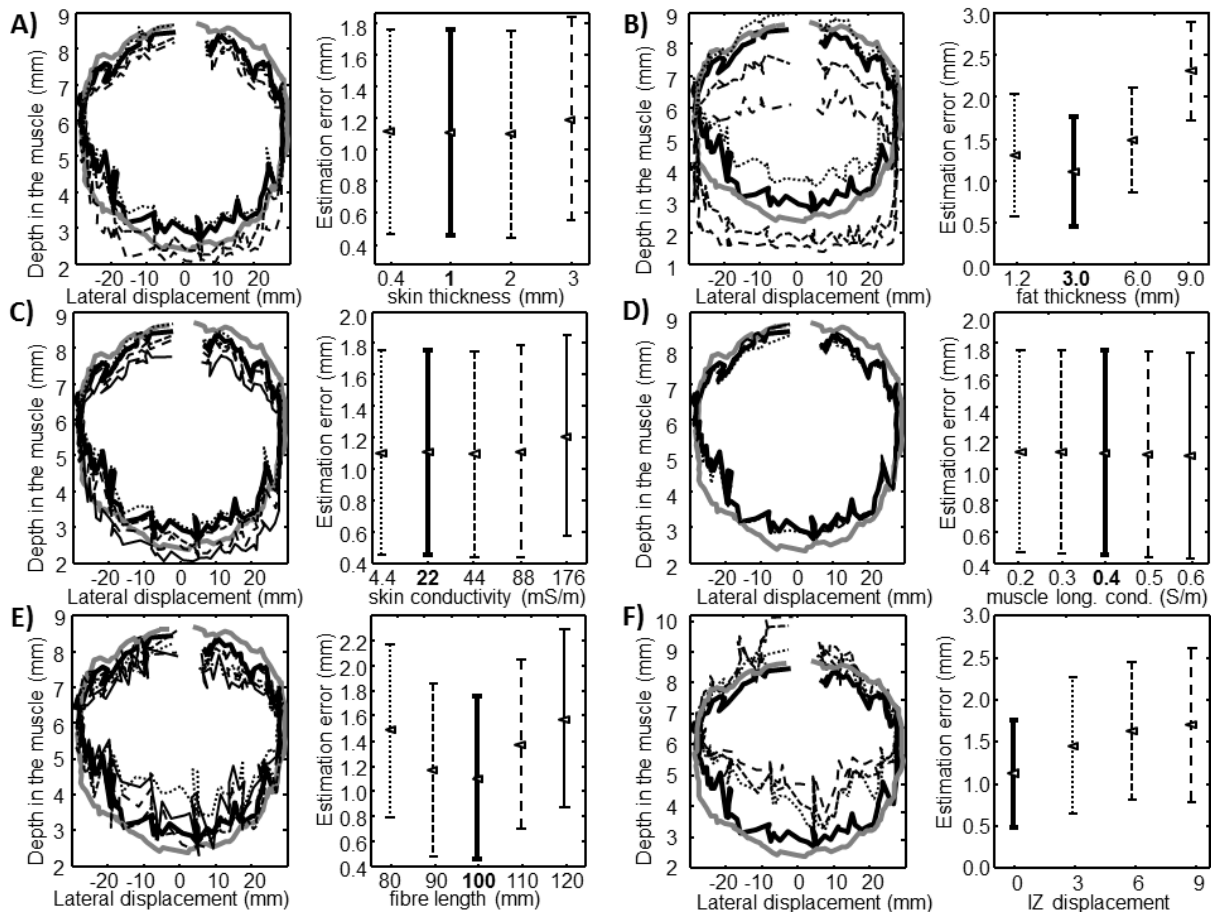 A)
Depth in the muscle (mm)
9
8
7
6
5
4
3
2
-20 -10 0 10 20
Lateral displacement (mm)
Estimation error (mm)
1.8
1.6
1.4
1.2
1.0
0.8
0.6
0.4
0.4 1 2 3
skin thickness (mm)
B)
Depth in the muscle (mm)
9
8
7
6
5
4
3
2
1
-20 -10 0 10 20
Lateral displacement (mm)
Estimation error (mm)
3.0
2.5
2.0
1.5
1.0
0.5
0.0
1.2 3.0 6.0 9.0
fat thickness (mm)
C)
Depth in the muscle (mm)
9
8
7
6
5
4
3
2
-20 -10 0 10 20
Lateral displacement (mm)
Estimation error (mm)
2.0
1.8
1.6
1.4
1.2
1.0
0.8
0.6
0.4
4.4 22 44 88 176
skin conductivity (mS/m)
D)
Depth in the muscle (mm)
9
8
7
6
5
4
3
2
-20 -10 0 10 20
Lateral displacement (mm)
Estimation error (mm)
2.0
1.8
1.6
1.4
1.2
1.0
0.8
0.6
0.4
0.2 0.3 0.4 0.5 0.6
muscle long. cond. (S/m)
E)
Depth in the muscle (mm)
9
8
7
6
5
4
3
2
-20 -10 0 10 20
Lateral displacement (mm)
Estimation error (mm)
2.2
2.0
1.8
1.6
1.4
1.2
1.0
0.8
0.6
0.4
80 90 100 110 120
fibre length (mm)
F)
Depth in the muscle (mm)
10
9
8
7
6
5
4
3
2
-20 -10 0 10 20
Lateral displacement (mm)
Estimation error (mm)
3.0
2.5
2.0
1.5
1.0
0.5
0.0
0 3 6 9
IZ displacement